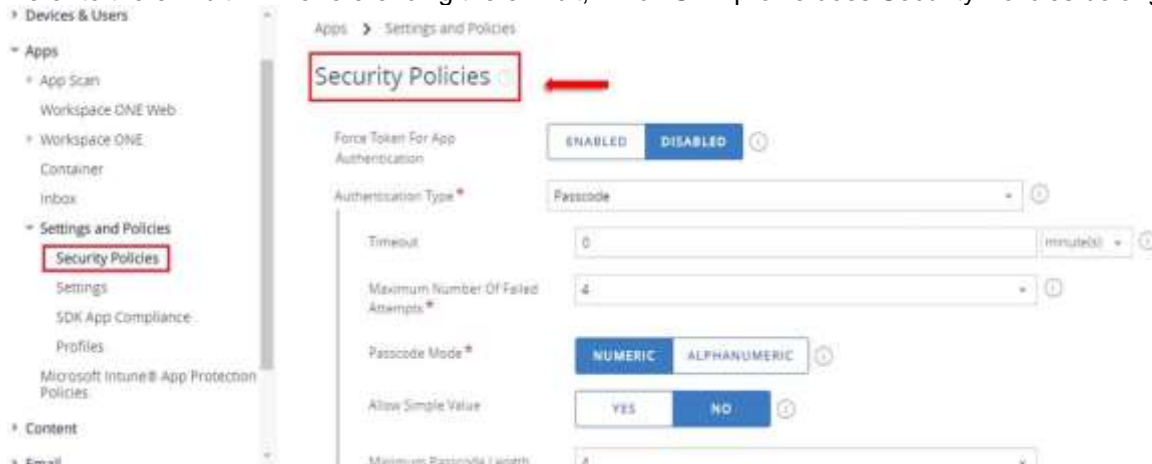 Devices & Users
Apps
App Scan
Workspace ONE Web
Workspace ONE
Container
Inbox
Settings and Policies
Security Policies
Settings
SDK App Compliance
Profiles
Microsoft Intune® App Protection
Policies
Content
Email
Apps > Settings and Policies
Security Policies
Force Token For App
Authentication
ENABLED DISABLED
Authentication Type * Passcode
Timeout 0 minute(s)
Maximum Number Of Failed
Attempts * 4
Passcode Mode * NUMERIC ALPHANUMERIC
Allow Simple Value YES NO
Minimum Passcode Length 4